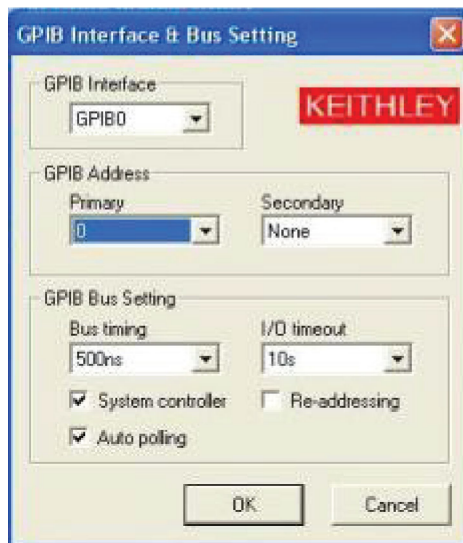 GPIB Interface & Bus Setting
GPIB Interface
GPIB0
KEITHLEY
GPIB Address
Primary
Secondary
0
None
GPIB Bus Setting
Bus timing
I/O timeout
500ns
10s
System controller
Re-addressing
Auto polling
OK
Cancel